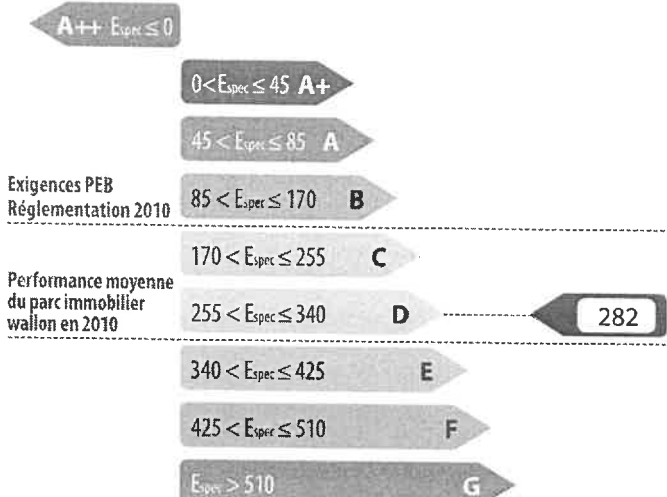 A++ Espec ≤ 0
0 < Espec ≤ 45 A+
45 < Espec ≤ 85 A
Exigences PEB
Réglementation 2010
85 < Espec ≤ 170 B
170 < Espec ≤ 255 C
Performance moyenne
du parc immobilier
wallon en 2010
255 < Espec ≤ 340 D
282
340 < Espec ≤ 425 E
425 < Espec ≤ 510 F
Espec > 510 G